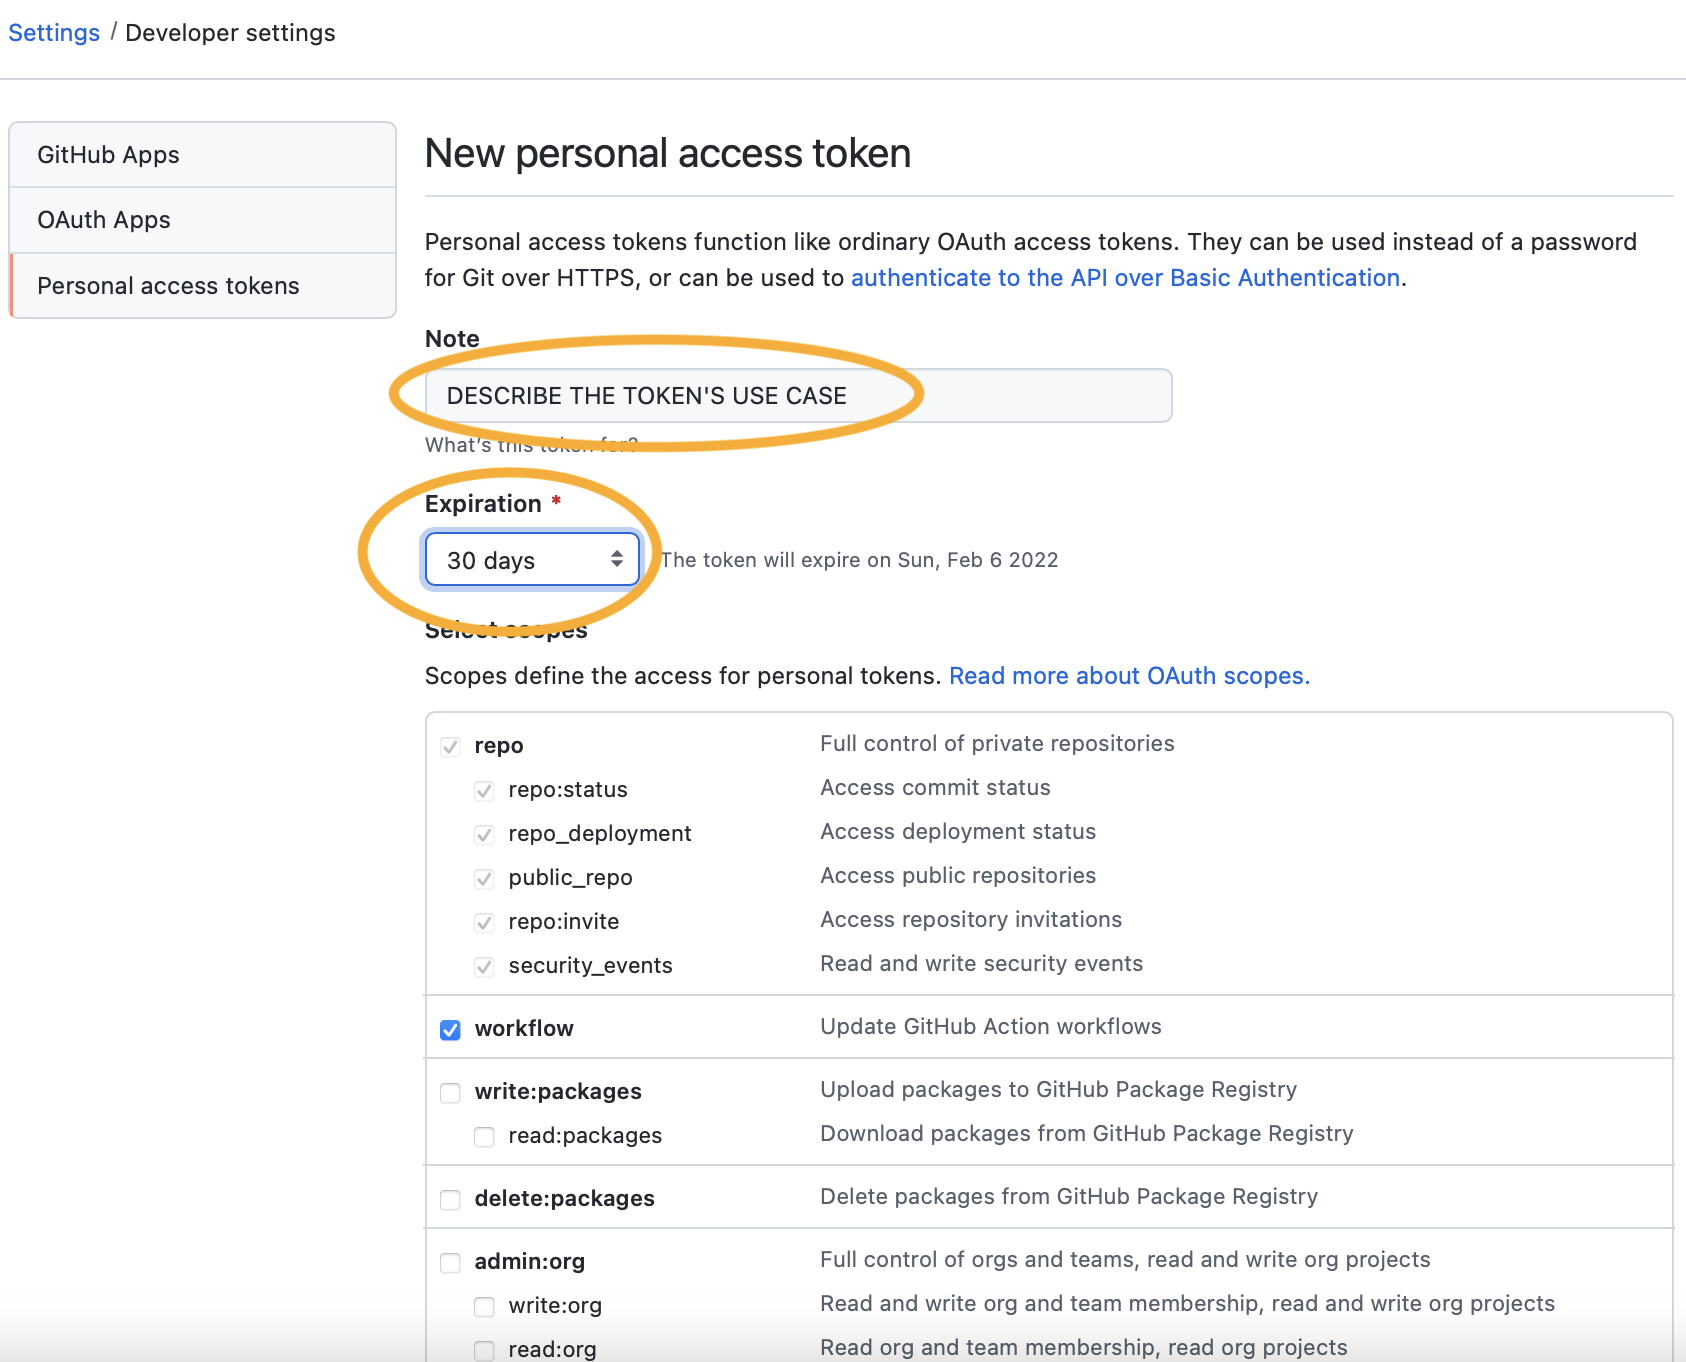 Settings / Developer settings
GitHub Apps
OAuth Apps
Personal access tokens
New personal access token
Personal access tokens function like ordinary OAuth access tokens. They can be used instead of a password
for Git over HTTPS, or can be used to authenticate to the API over Basic Authentication.
Note
DESCRIBE THE TOKEN'S USE CASE
What's this token for?
Expiration *
30 days
The token will expire on Sun, Feb 6 2022
Select scopes
Scopes define the access for personal tokens. Read more about OAuth scopes.
repo Full control of private repositories
repo:status Access commit status
repo_deployment Access deployment status
public_repo Access public repositories
repo:invite Access repository invitations
security_events Read and write security events
workflow Update GitHub Action workflows
write:packages Upload packages to GitHub Package Registry
read:packages Download packages from GitHub Package Registry
delete:packages Delete packages from GitHub Package Registry
admin:org Full control of orgs and teams, read and write org projects
write:org Read and write org and team membership, read and write org projects
read:org Read org and team membership, read org projects